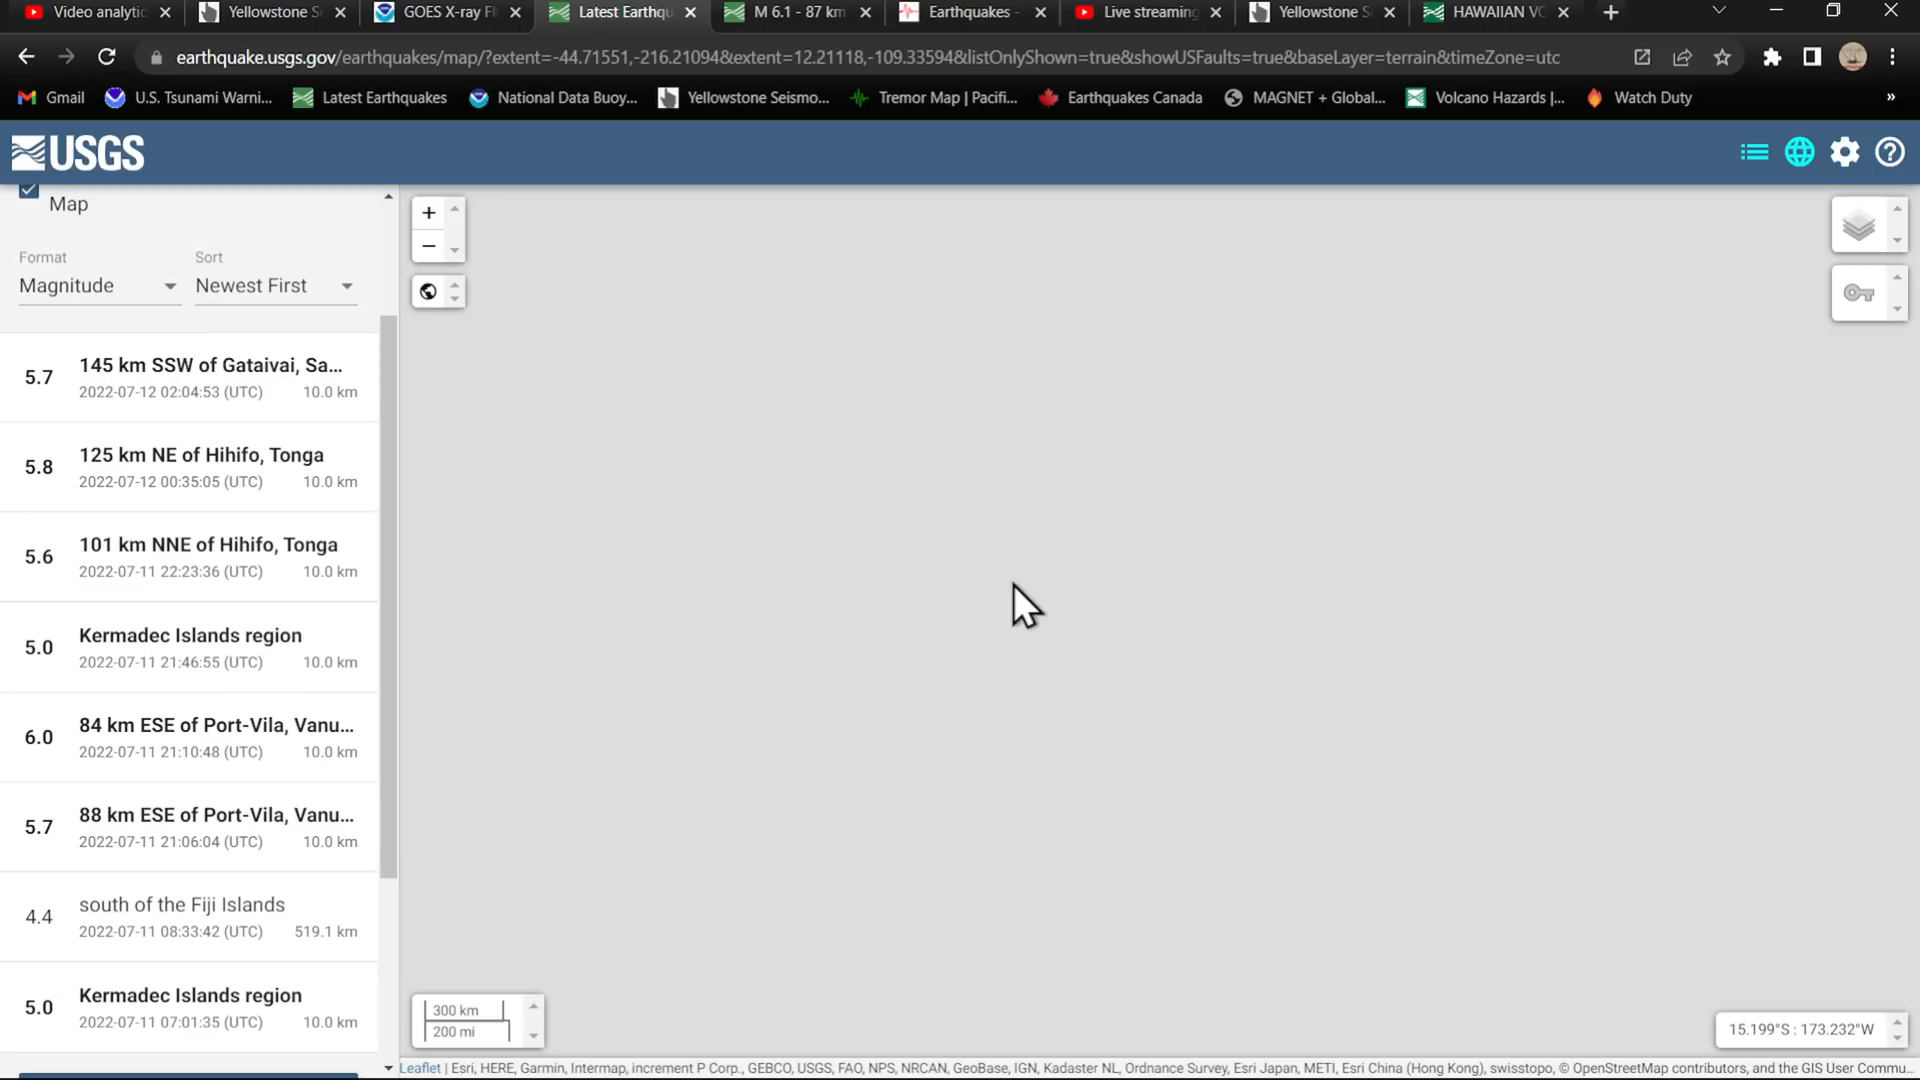 Video analytic
Yellowstone S
GOES X-ray Fl
Latest Earthqu
M 6.1 - 87 km
Earthquakes -
Live streaming
Yellowstone S
HAWAIIAN VO
earthquake.usgs.gov/earthquakes/map/?extent=-44.71551,-216.21094&extent=12.21118,-109.33594&listOnlyShown=true&showUSFaults=true&baseLayer=terrain&timeZone=utc
Gmail
U.S. Tsunami Warni...
Latest Earthquakes
National Data Buoy...
Yellowstone Seismo...
Tremor Map | Pacifi...
Earthquakes Canada
MAGNET + Global...
Volcano Hazards |...
Watch Duty
»
USGS
Map
Format
Sort
Magnitude
Newest First
5.7
145 km SSW of Gataivai, Sa...
2022-07-12 02:04:53 (UTC) 10.0 km
5.8
125 km NE of Hihifo, Tonga
2022-07-12 00:35:05 (UTC) 10.0 km
5.6
101 km NNE of Hihifo, Tonga
2022-07-11 22:23:36 (UTC) 10.0 km
5.0
Kermadec Islands region
2022-07-11 21:46:55 (UTC) 10.0 km
6.0
84 km ESE of Port-Vila, Vanu...
2022-07-11 21:10:48 (UTC) 10.0 km
5.7
88 km ESE of Port-Vila, Vanu...
2022-07-11 21:06:04 (UTC) 10.0 km
4.4
south of the Fiji Islands
2022-07-11 08:33:42 (UTC) 519.1 km
5.0
Kermadec Islands region
2022-07-11 07:01:35 (UTC) 10.0 km
+
−
300 km
200 mi
15.199°S : 173.232°W
Leaflet | Esri, HERE, Garmin, Intermap, increment P Corp., GEBCO, USGS, FAO, NPS, NRCAN, GeoBase, IGN, Kadaster NL, Ordnance Survey, Esri Japan, METI, Esri China (Hong Kong), swisstopo, © OpenStreetMap contributors, and the GIS User Commu...